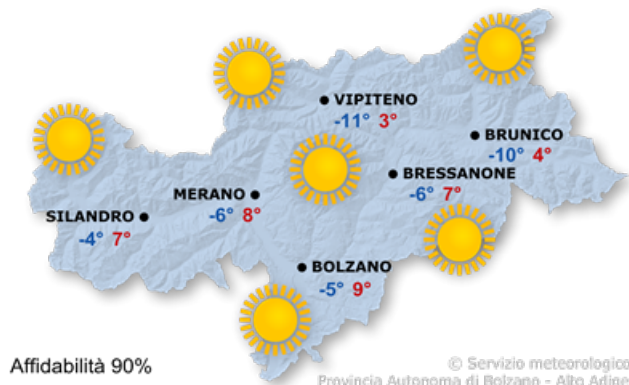 VIPITENO
-11° 3°
BRUNICO
-10° 4°
BRESSANONE
-6° 7°
MERANO
-6° 8°
SILANDRO
-4° 7°
BOLZANO
-5° 9°
Affidabilità 90%
© Servizio meteorologico
Provincia Autonoma di Bolzano - Alto Adige